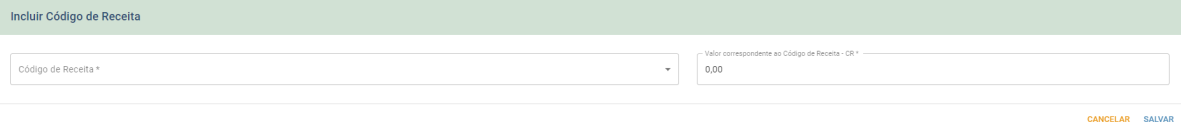 Incluir Código de Receita
Código de Receita *
Valor correspondente ao Código de Receita - CR *
0,00
CANCELAR SALVAR